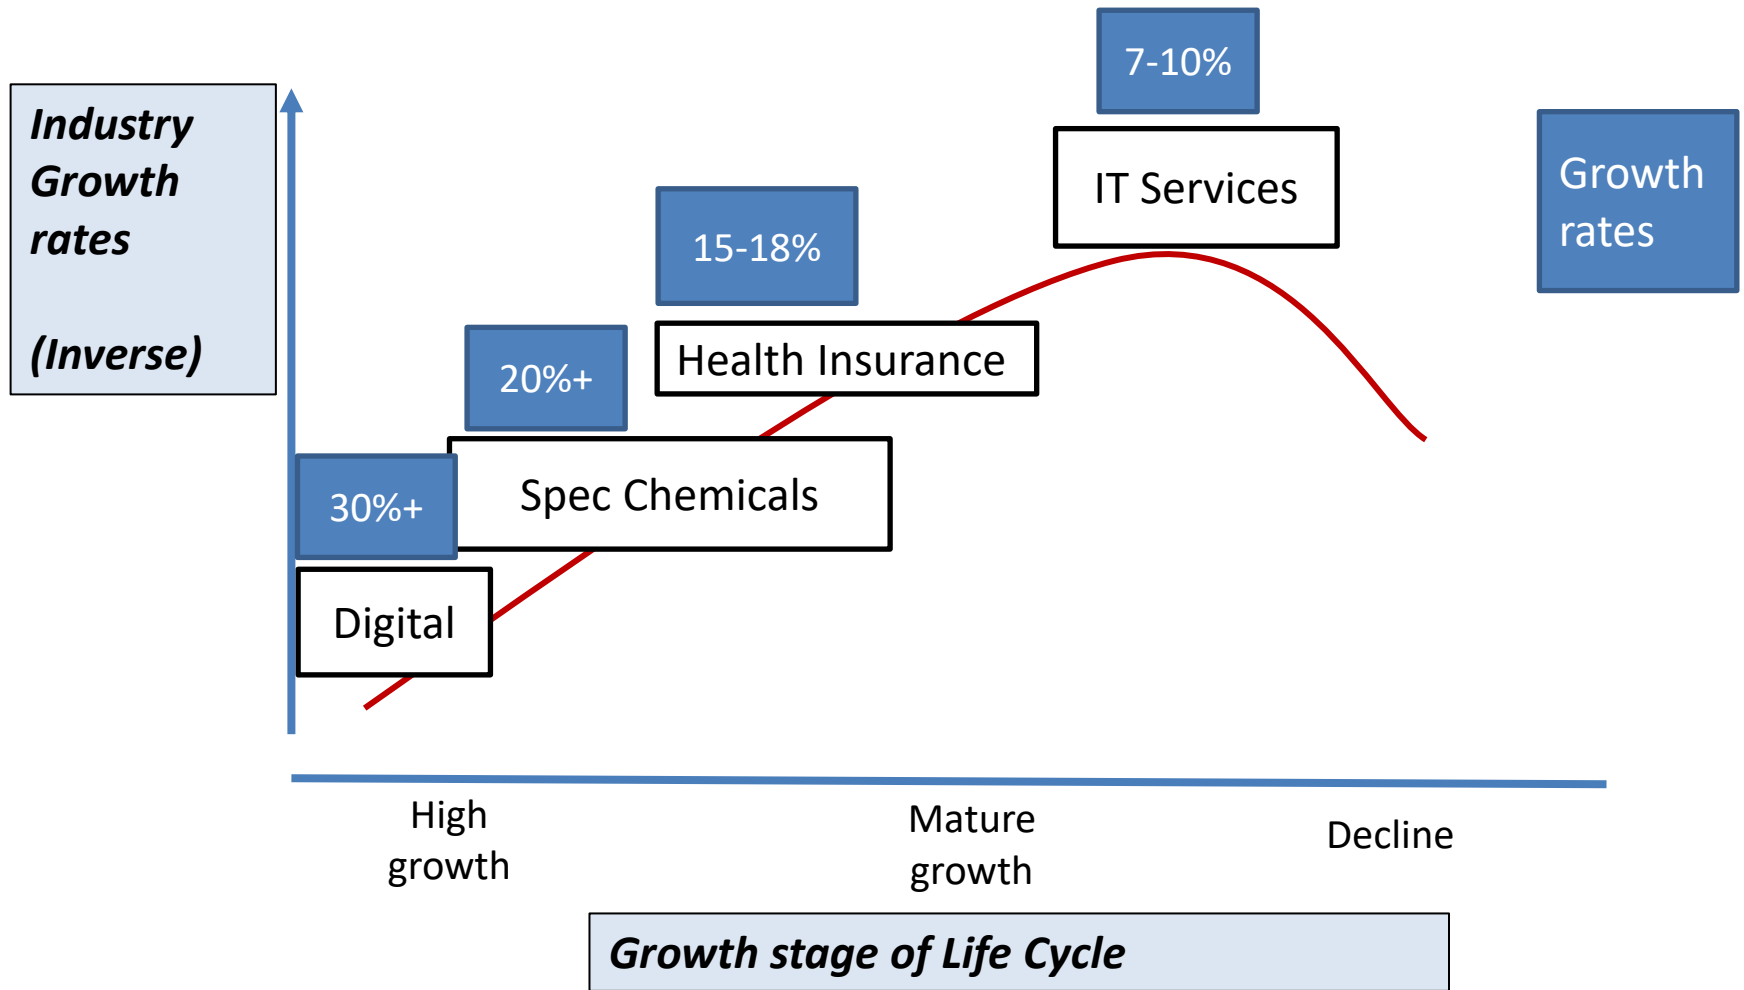 7-10%
Industry
Growth
rates
(Inverse)
IT Services
Growth
rates
15-18%
Health Insurance
20%+
Spec Chemicals
30%+
Digital
High
growth
Mature
growth
Decline
Growth stage of Life Cycle